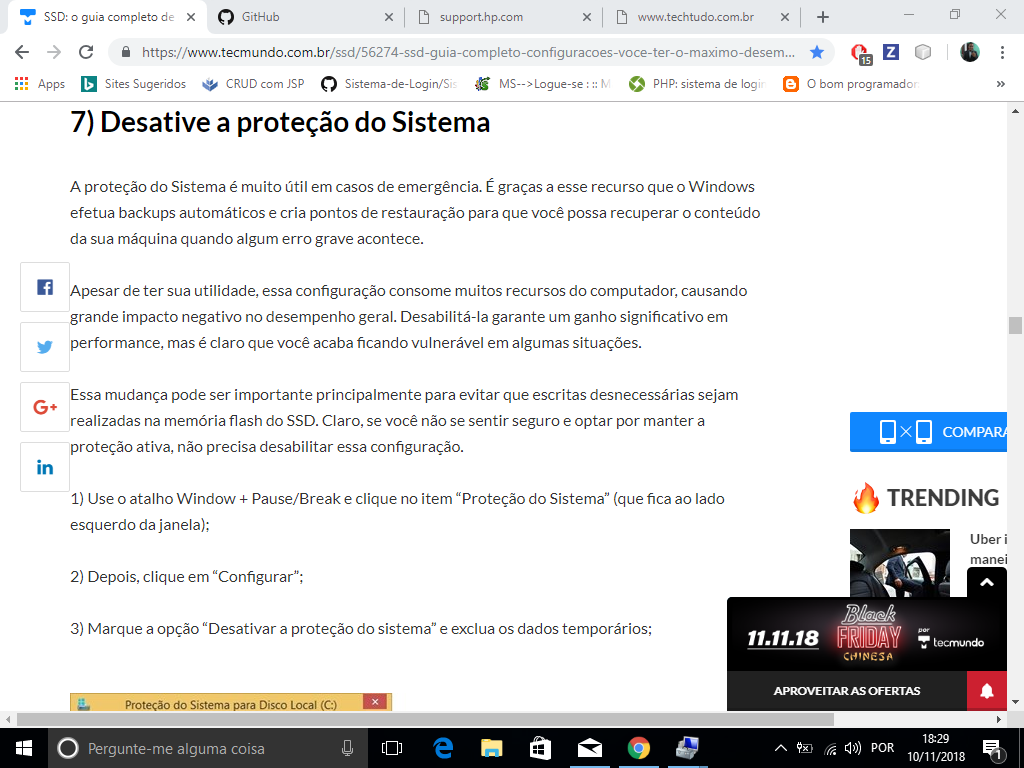 SSD: o guia completo de
GitHub
support.hp.com
www.techtudo.com.br
https://www.tecmundo.com.br/ssd/56274-ssd-guia-completo-configuracoes-voce-ter-o-maximo-desem...
15
Z
Apps
Sites Sugeridos
CRUD com JSP
Sistema-de-Login/Sis
MS-->Logue-se : :: M
PHP: sistema de login
O bom programador
»
7) Desative a proteção do Sistema
A proteção do Sistema é muito útil em casos de emergência. É graças a esse recurso que o Windows
efetua backups automáticos e cria pontos de restauração para que você possa recuperar o conteúdo
da sua máquina quando algum erro grave acontece.
Apesar de ter sua utilidade, essa configuração consome muitos recursos do computador, causando
grande impacto negativo no desempenho geral. Desabilitá-la garante um ganho significativo em
performance, mas é claro que você acaba ficando vulnerável em algumas situações.
Essa mudança pode ser importante principalmente para evitar que escritas desnecessárias sejam
realizadas na memória flash do SSD. Claro, se você não se sentir seguro e optar por manter a
proteção ativa, não precisa desabilitar essa configuração.
1) Use o atalho Window + Pause/Break e clique no item “Proteção do Sistema” (que fica ao lado
esquerdo da janela);
2) Depois, clique em “Configurar”;
3) Marque a opção “Desativar a proteção do sistema” e exclua os dados temporários;
Proteção do Sistema para Disco Local (C:)
G+
in
COMPARA
TRENDING
Uber i
manei
11.11.18
Black
FRIDAY
CHINESA
por
tecmundo
APROVEITAR AS OFERTAS
Pergunte-me alguma coisa
POR
18:29
10/11/2018
1